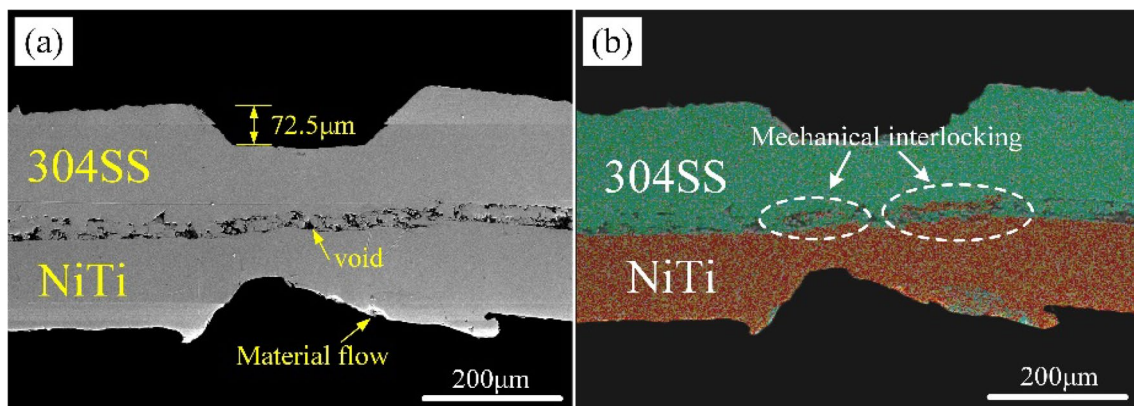 (a)
72.5μm
304SS
void
NiTi
Material flow
200μm
(b)
Mechanical interlocking
304SS
NiTi
200μm